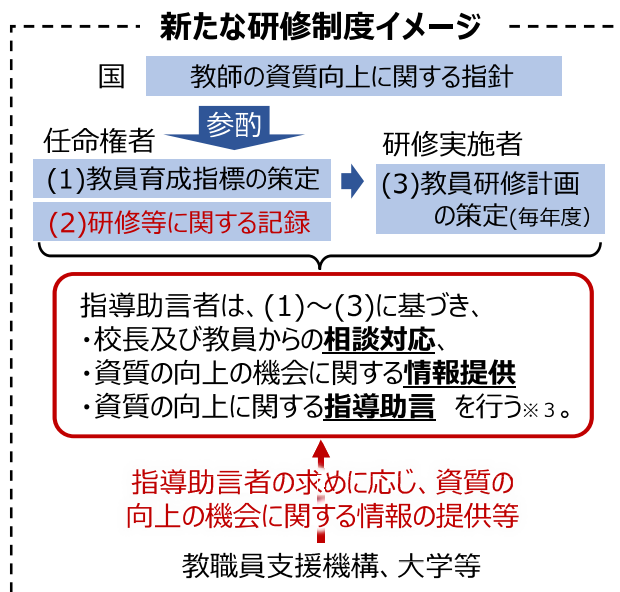 新たな研修制度イメージ
国
教師の資質向上に関する指針
参酌
任命権者
(1)教員育成指標の策定
(2)研修等に関する記録
研修実施者
(3)教員研修計画
の策定(毎年度)
指導助言者は、(1)～(3)に基づき、
・校長及び教員からの相談対応、
・資質の向上の機会に関する情報提供
・資質の向上に関する指導助言 を行う※３。
指導助言者の求めに応じ、資質の
向上の機会に関する情報の提供等
教職員支援機構、大学等